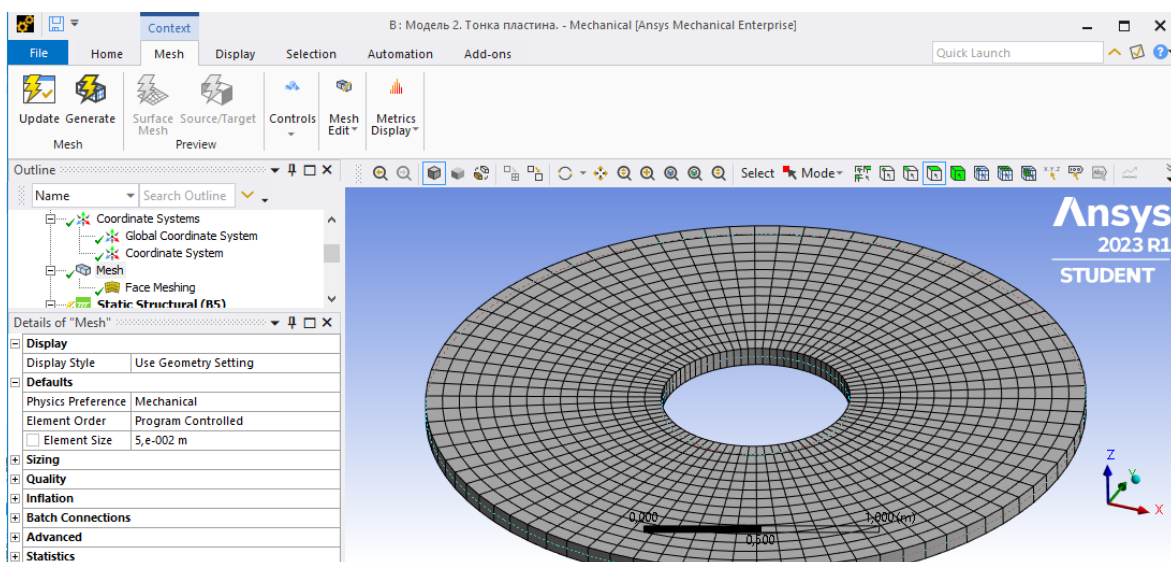 Context
B : Модель 2. Тонка пластина. - Mechanical [Ansys Mechanical Enterprise]
File Home Mesh Display Selection Automation Add-ons
Quick Launch
Update Generate Surface Mesh Source/Target Controls Mesh Edit Metrics Display
Mesh Preview
Outline
Name Search Outline
Select Mode
Coordinate Systems
Global Coordinate System
Coordinate System
Mesh
Face Meshing
Static Structural (B5)
Details of "Mesh"
Display
Display Style Use Geometry Setting
Defaults
Physics Preference Mechanical
Element Order Program Controlled
Element Size 5,e-002 m
Sizing
Quality
Inflation
Batch Connections
Advanced
Statistics
Ansys
2023 R1
STUDENT
0,000 1,000 (m)
0,500
Z
Y
X